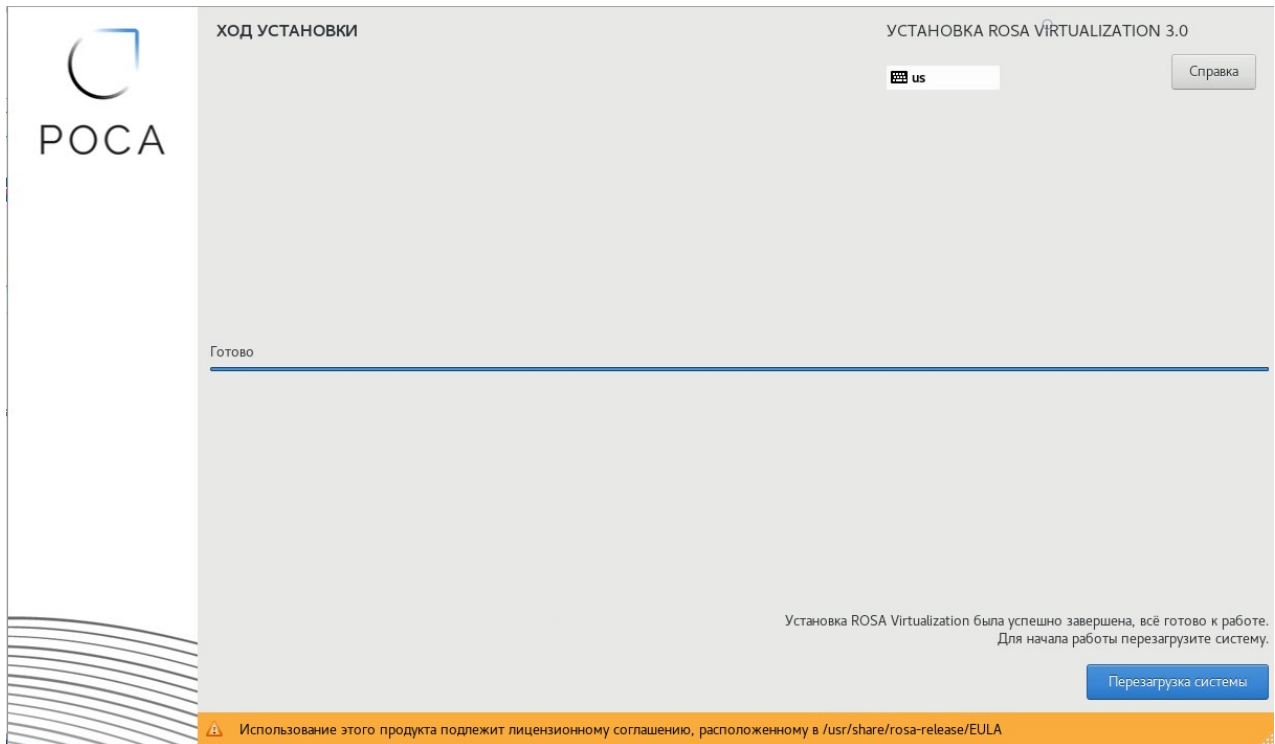 РОСА
ХОД УСТАНОВКИ
УСТАНОВКА ROSA VIRTUALIZATION 3.0
us
Справка
Готово
Установка ROSA Virtualization была успешно завершена, всё готово к работе.
Для начала работы перезагрузите систему.
Перезагрузка системы
Использование этого продукта подлежит лицензионному соглашению, расположенному в /usr/share/rosa-release/EULA